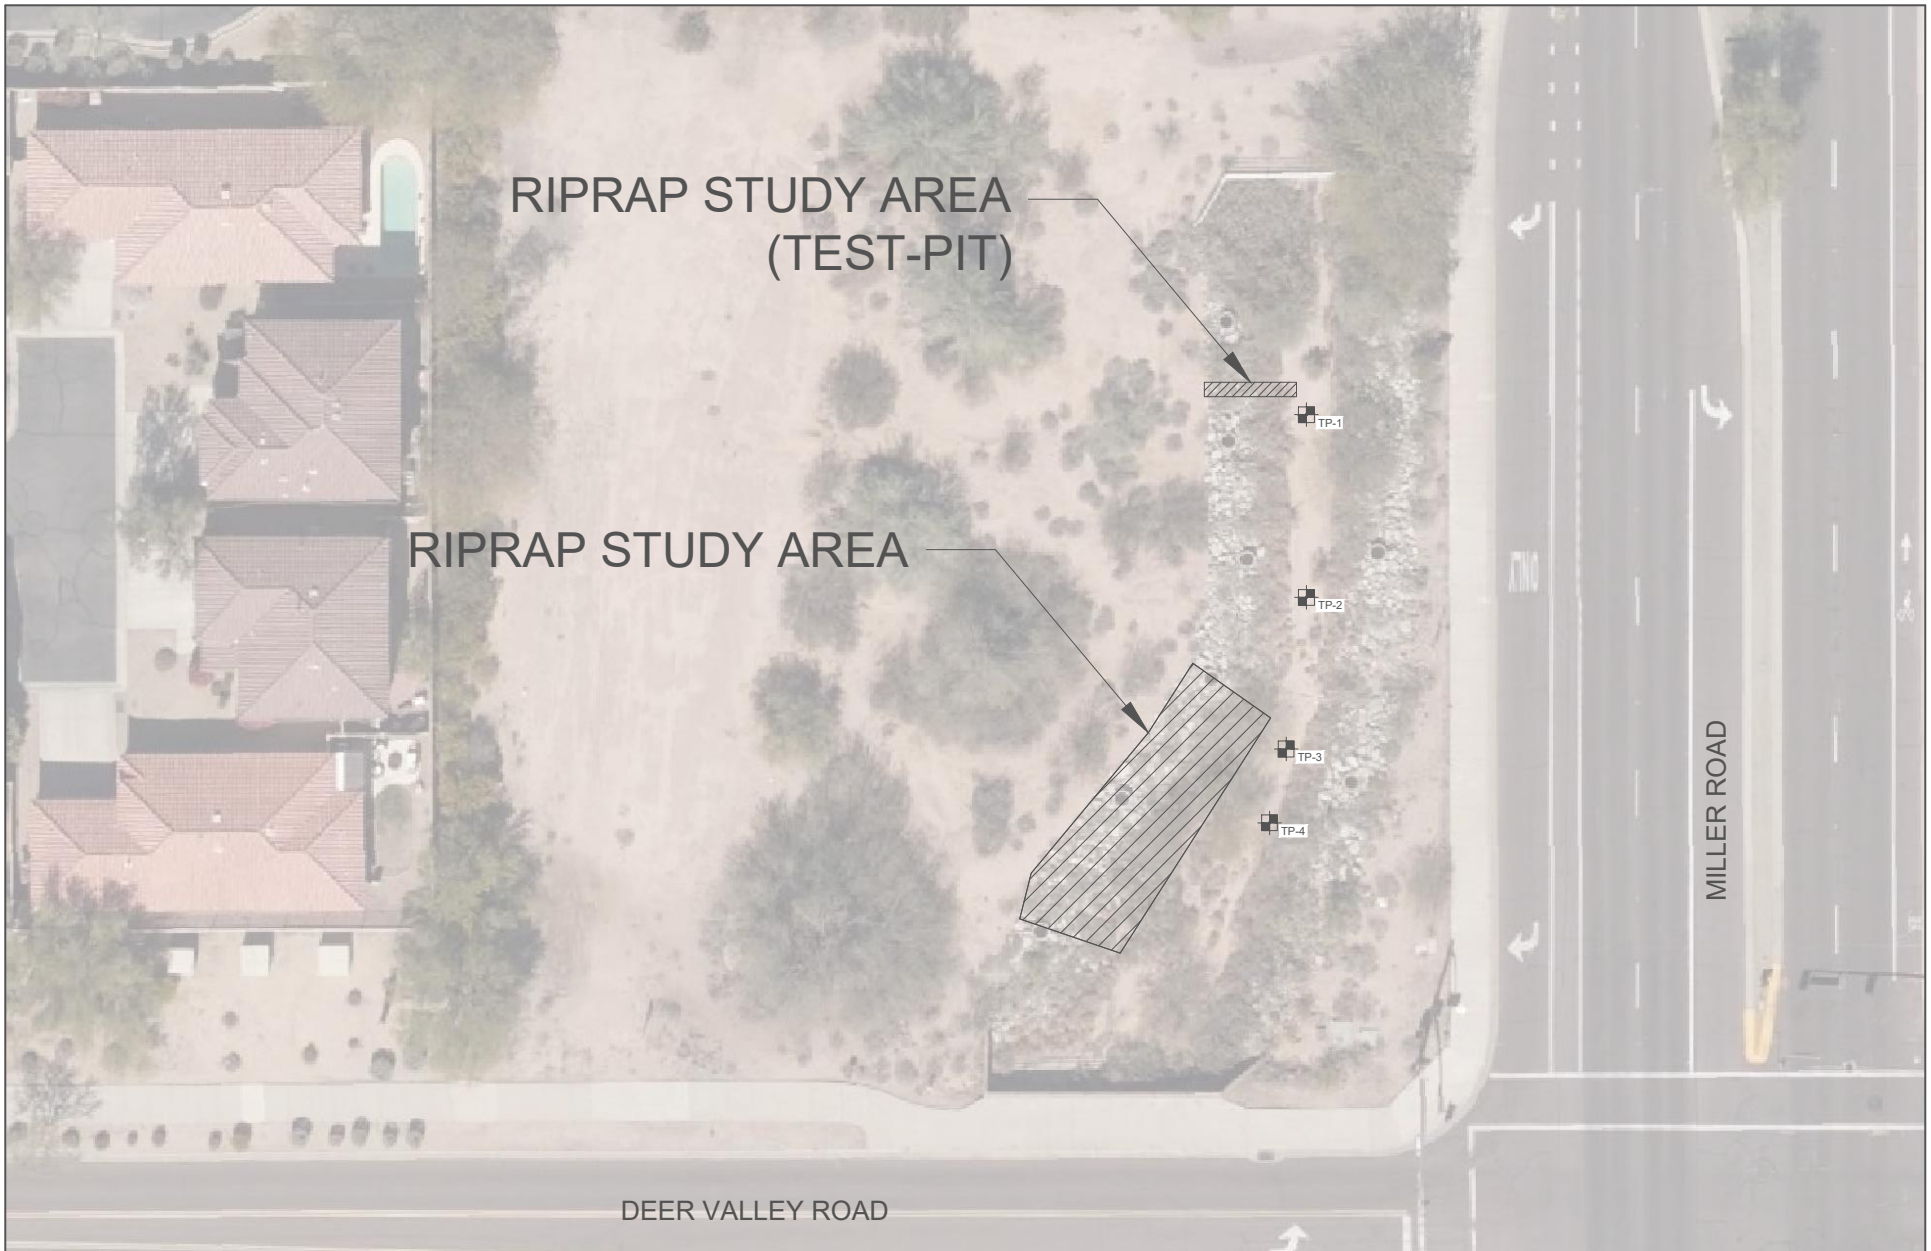 RIPRAP STUDY AREA
(TEST-PIT)
TP-1
RIPRAP STUDY AREA
ONLY
TP-2
TP-3
TP-4
MILLER ROAD
DEER VALLEY ROAD